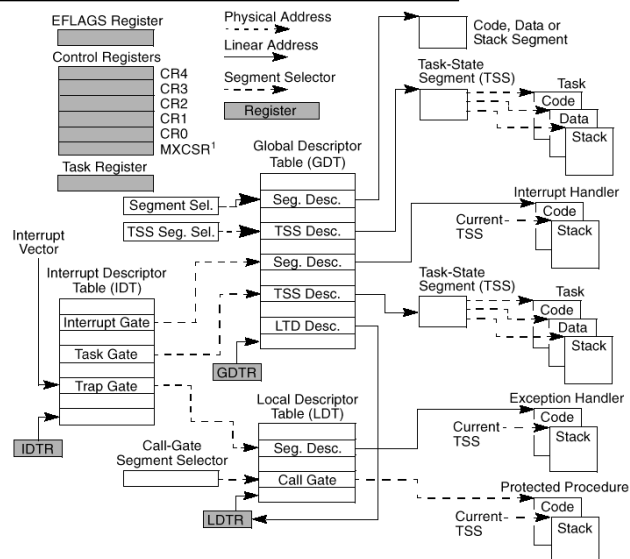 EFLAGS Register
Control Registers
CR4
CR3
CR2
CR1
CR0
MXCSR¹
Task Register
Physical Address
Linear Address
Segment Selector
Register
Code, Data or
Stack Segment
Task-State
Segment (TSS)
Task
Code
Data
Stack
Global Descriptor
Table (GDT)
Segment Sel.
Seg. Desc.
TSS Seg. Sel.
TSS Desc.
Seg. Desc.
TSS Desc.
LTD Desc.
GDTR
Interrupt Handler
Code
Current
TSS
Stack
Interrupt
Vector
Interrupt Descriptor
Table (IDT)
Interrupt Gate
Task Gate
Trap Gate
IDTR
Task-State
Segment (TSS)
Task
Code
Data
Stack
Local Descriptor
Table (LDT)
Seg. Desc.
Call Gate
LDTR
Call-Gate
Segment Selector
Exception Handler
Code
Current
TSS
Stack
Protected Procedure
Code
Current
TSS
Stack